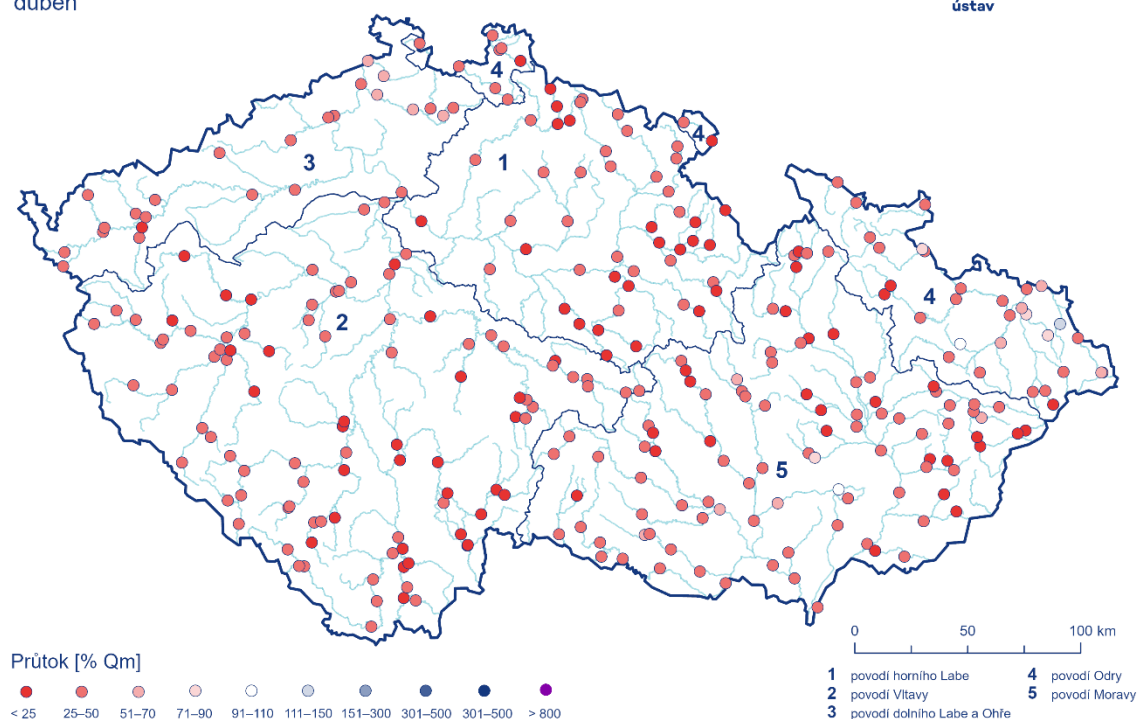 duben
ústav
4
4
3
1
2
4
5
0 50 100 km
Průtok [% Qm]
< 25 25–50 51–70 71–90 91–110 111–150 151–300 301–500 301–500 > 800
1 povodí horního Labe
2 povodí Vltavy
3 povodí dolního Labe a Ohře
4 povodí Odry
5 povodí Moravy